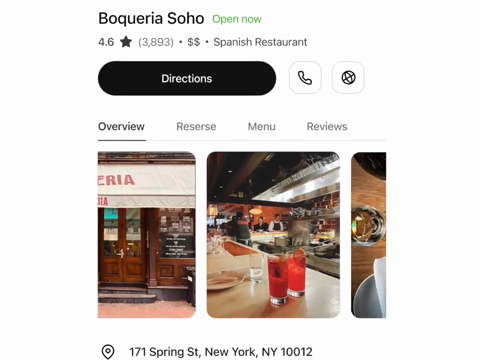 Boqueria Soho Open now
4.6 ★ (3,893) • $$ • Spanish Restaurant
Directions
Overview Reserse Menu Reviews
ERIA
RIA
171 Spring St, New York, NY 10012